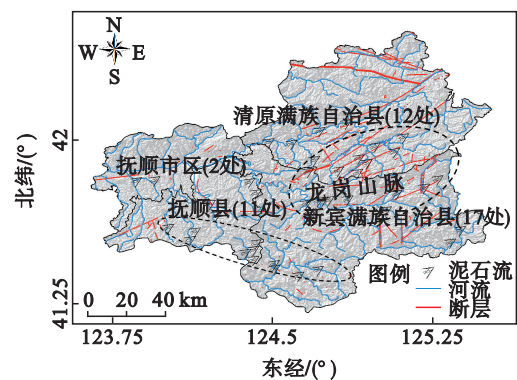 N
W E
S
清原满族自治县(12处)
42
抚顺市区(2处)
北纬/(°)
龙岗山脉
抚顺县(11处)
新宾满族自治县(17处)
图例 泥石流
河流
断层
0 20 40 km
41.25
123.75 124.5 125.25
东经/(°)